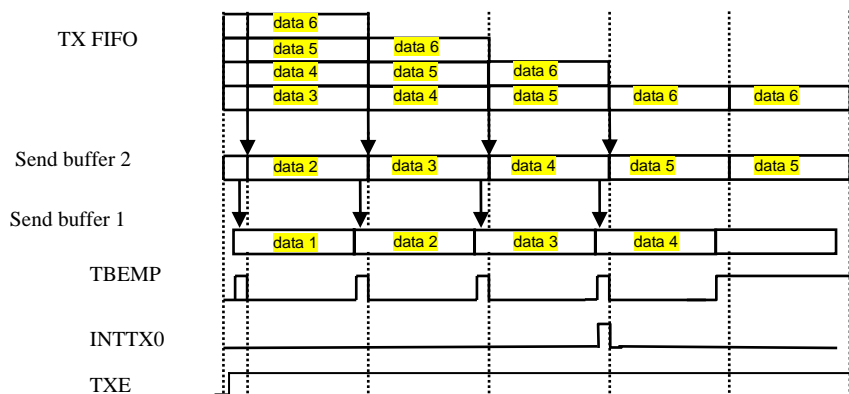 data 6
TX FIFO
data 5 data 6
data 4 data 5 data 6
data 3 data 4 data 5 data 6 data 6
Send buffer 2
data 2 data 3 data 4 data 5 data 5
Send buffer 1
data 1 data 2 data 3 data 4
TBEMP
INTTX0
TXE